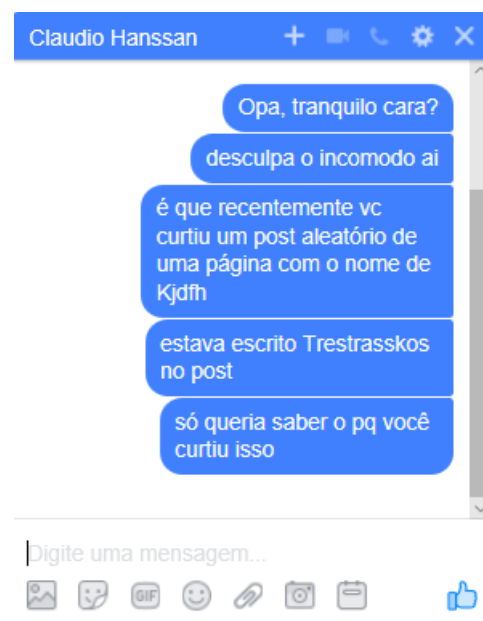 Claudio Hanssan
Opa, tranquilo cara?
desculpa o incomodo ai
é que recentemente vc
curtiu um post aleatório de
uma página com o nome de
Kjdfh
estava escrito Trestrasskos
no post
só queria saber o pq você
curtiu isso
Digite uma mensagem...
GIF